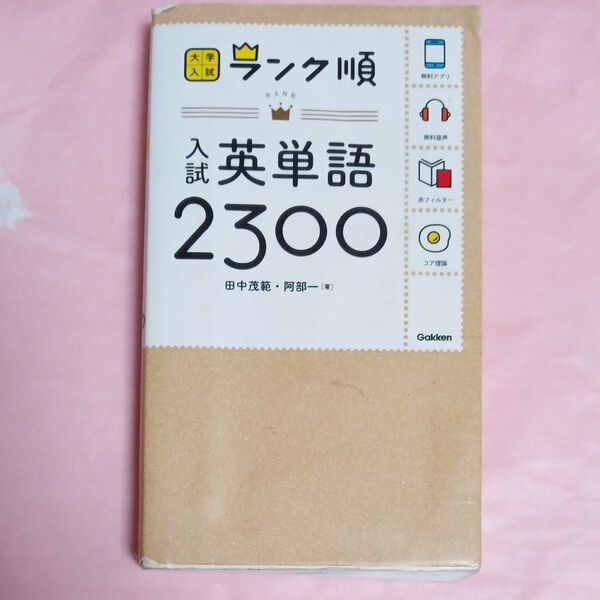 大学入試
ランク順
RANK
入試
英単語
2300
田中茂範・阿部一(著)
無料アプリ
無料音声
赤フィルター
コア理論
Gakken